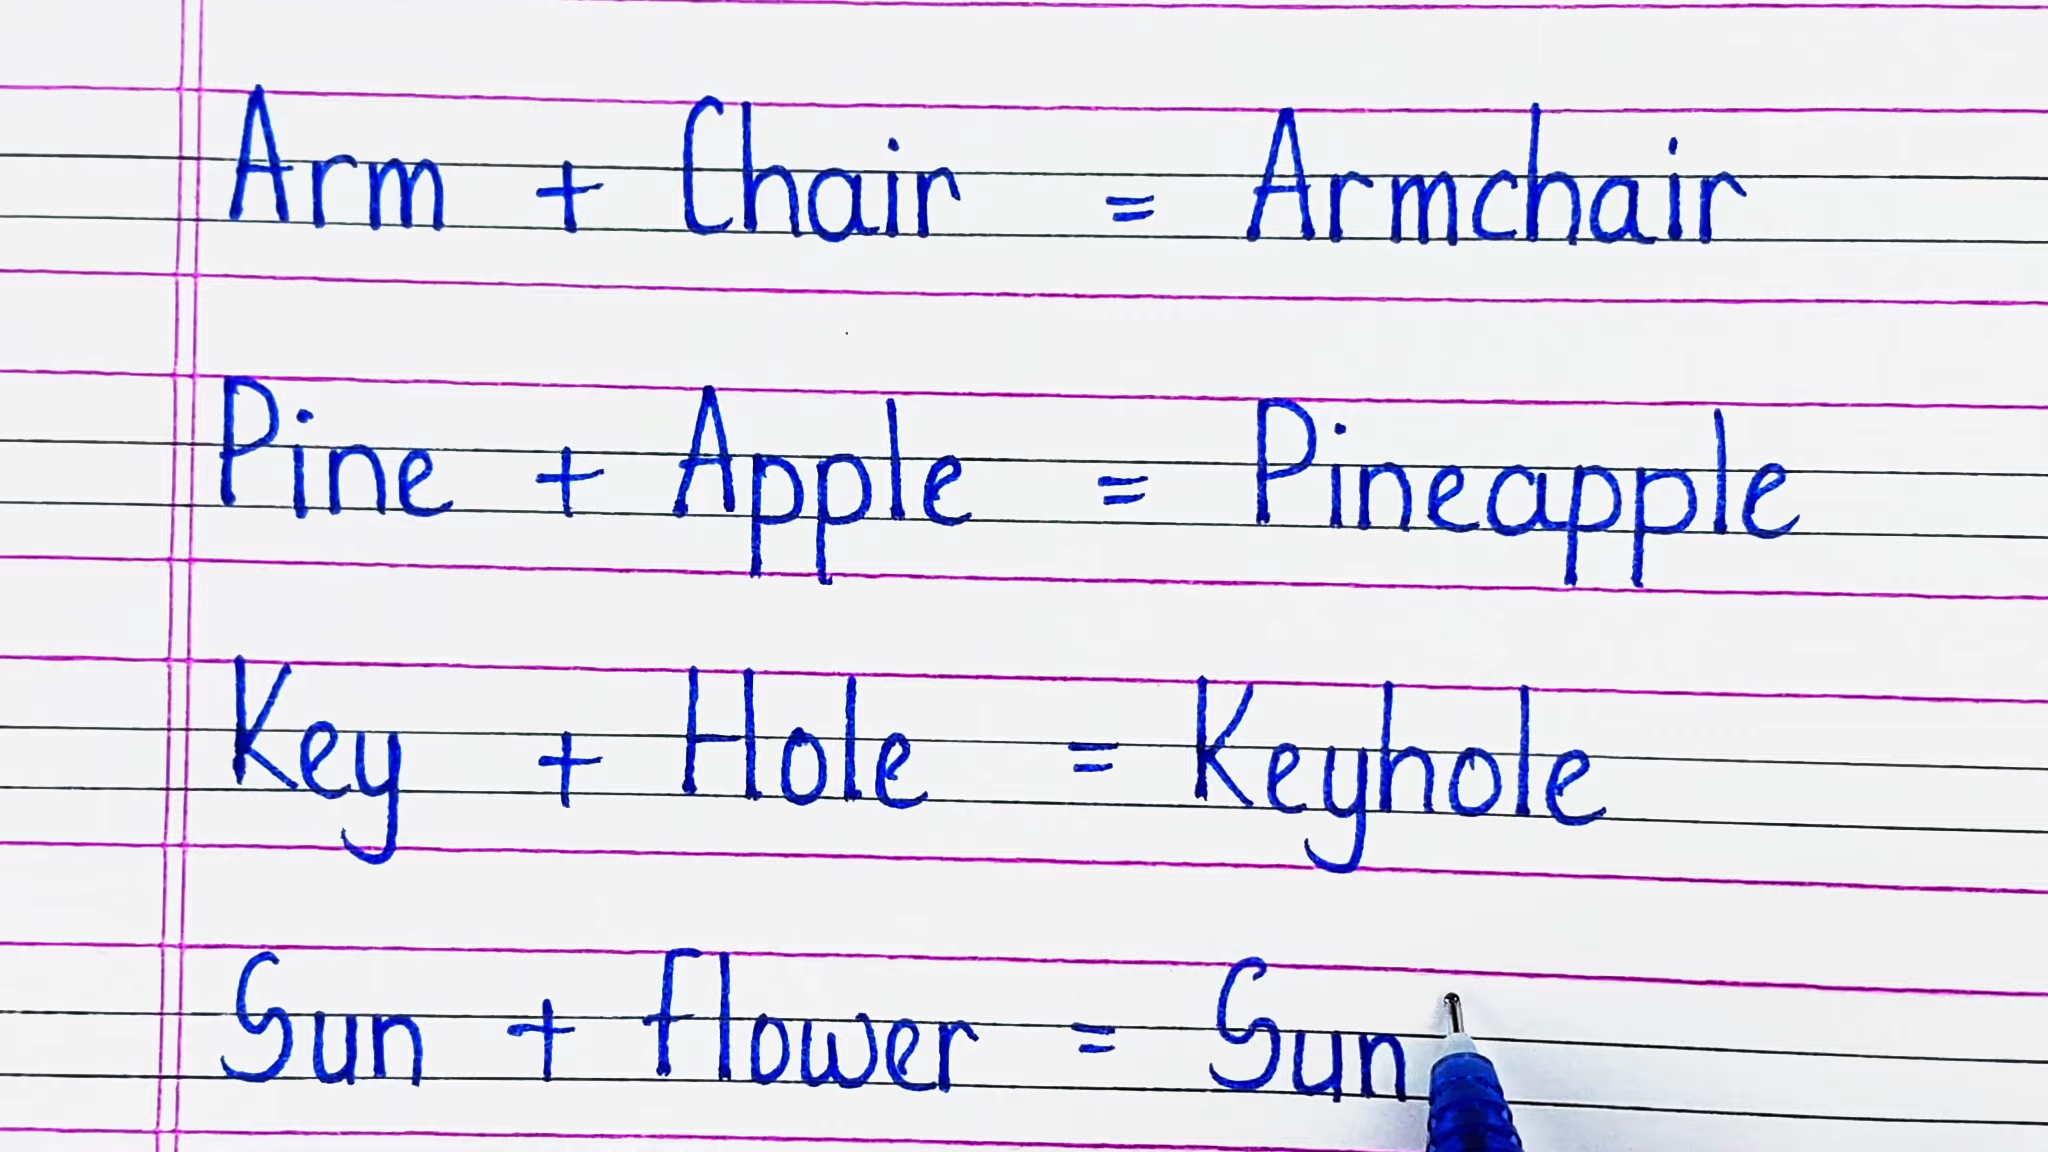 Arm + Chair = Armchair
Pine + Apple = Pineapple
Key + Hole = Keyhole
Sun + flower = Sun